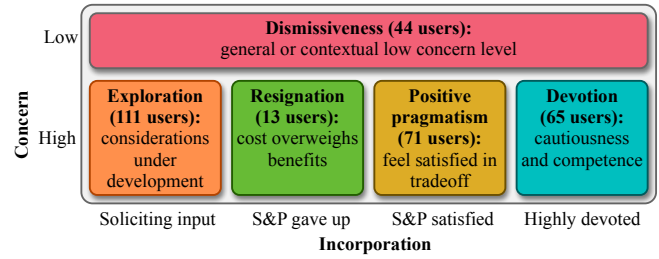 Low
Dismissiveness (44 users):
general or contextual low concern level
Concern
High
Exploration
(111 users):
considerations
under
development
Resignation
(13 users):
cost overweighs
benefits
Positive
pragmatism
(71 users):
feel satisfied in
tradeoff
Devotion
(65 users):
cautiousness
and competence
Soliciting input
S&P gave up
S&P satisfied
Highly devoted
Incorporation